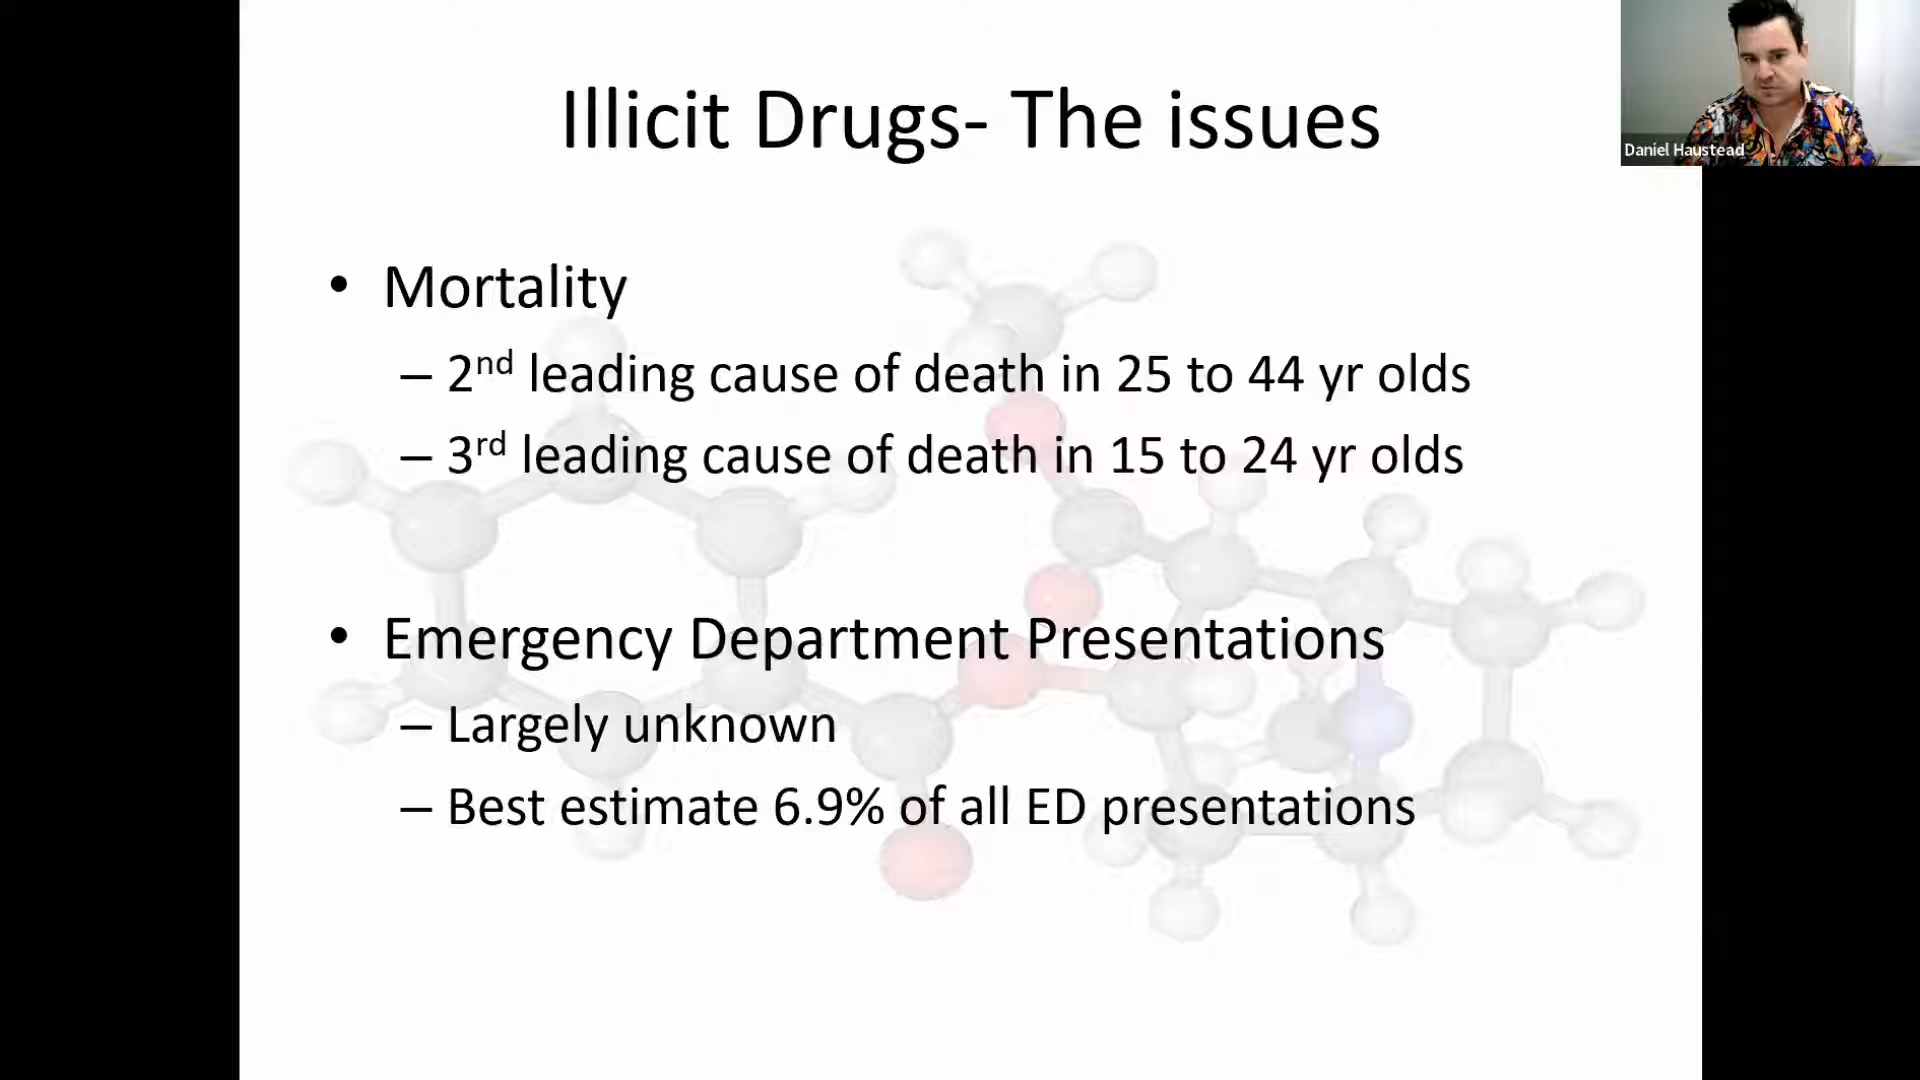 Illicit Drugs- The issues
Daniel Haustead
• Mortality
– 2nd leading cause of death in 25 to 44 yr olds
– 3rd leading cause of death in 15 to 24 yr olds
• Emergency Department Presentations
– Largely unknown
– Best estimate 6.9% of all ED presentations